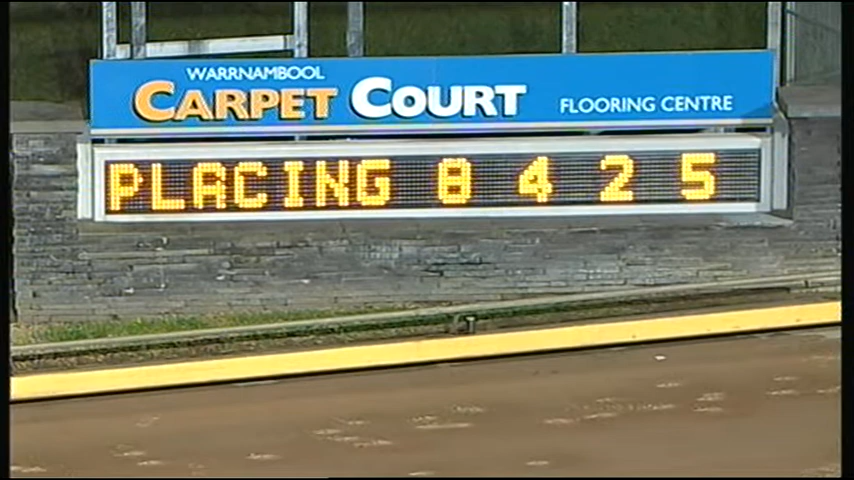 WARRNAMBOOL
CARPET COURT FLOORING CENTRE
PLACING 8 4 2 5